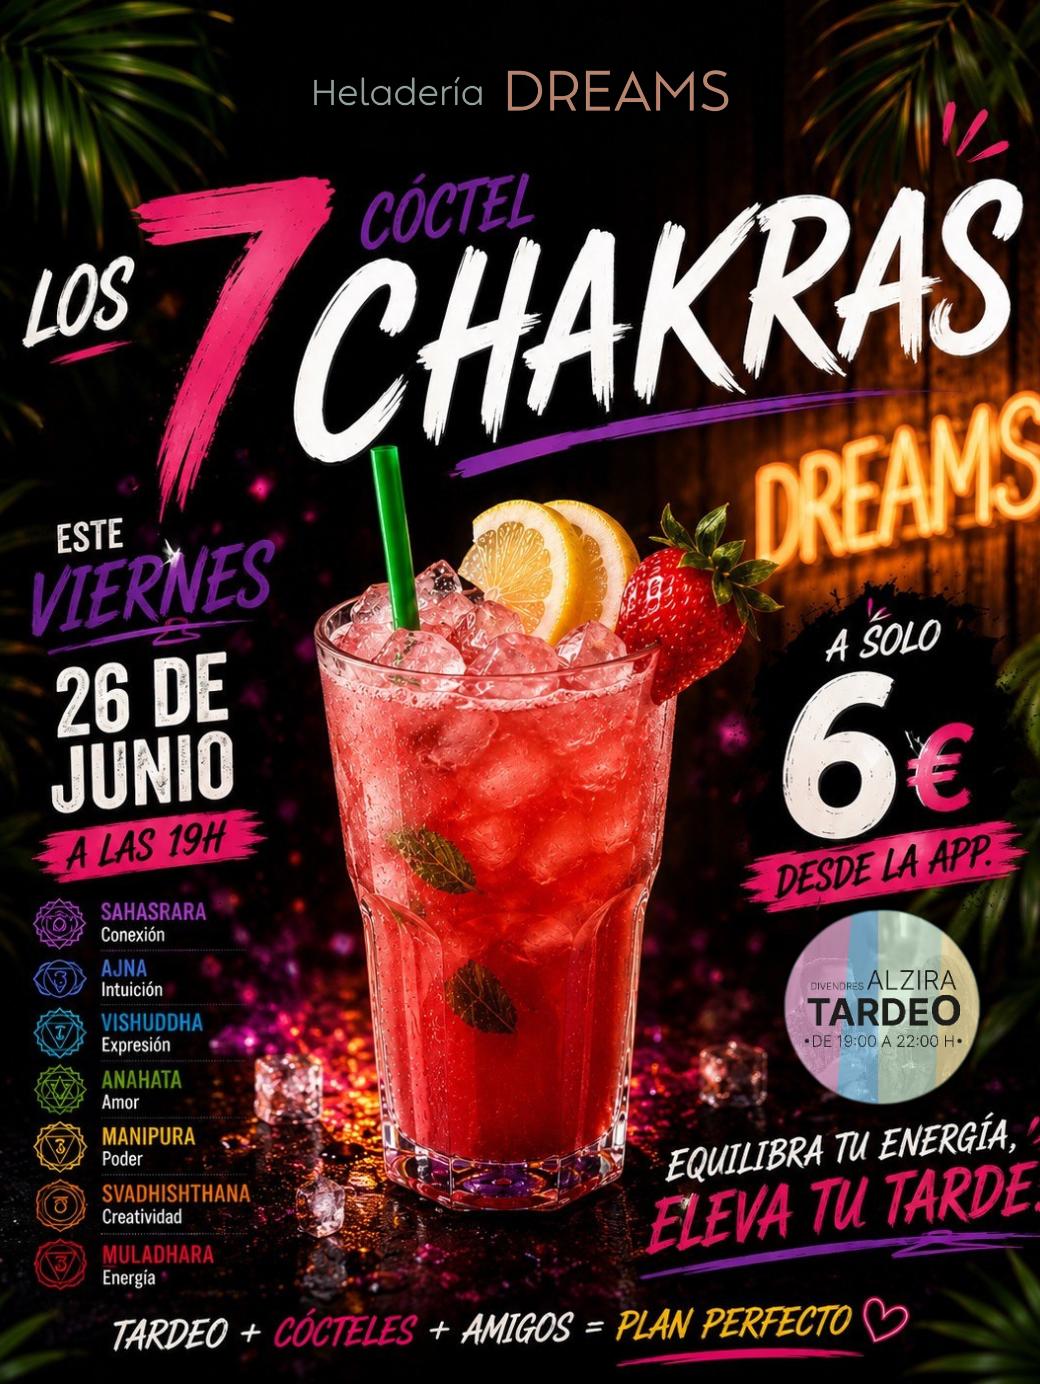 Heladería DREAMS
LOS 7 CÓCTEL
CHAKRAS
DREAMS
ESTE
VIERNES
26 DE
JUNIO
A LAS 19H
A SOLO
6€
DESDE LA APP.
SAHASRARA
Conexión
AJNA
Intuición
VISHUDDHA
Expresión
ANAHATA
Amor
MANIPURA
Poder
SVADHISHTHANA
Creatividad
MULADHARA
Energía
DIVENDRES ALZIRA
TARDEO
•DE 19:00 A 22:00 H•
EQUILIBRA TU ENERGÍA,
ELEVA TU TARDE.
TARDEO + CÓCTELES + AMIGOS = PLAN PERFECTO